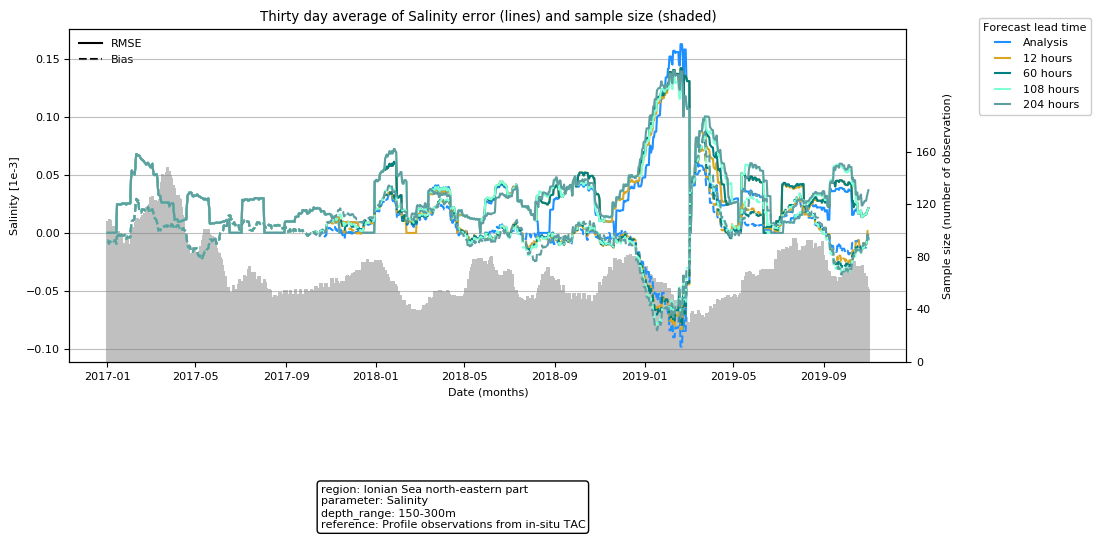 Thirty day average of Salinity error (lines) and sample size (shaded)
Forecast lead time
Analysis
12 hours
60 hours
108 hours
204 hours
RMSE
Bias
0.15
0.10
0.05
0.00
−0.05
−0.10
Salinity [1e-3]
160
120
80
40
0
Sample size (number of observation)
2017-01 2017-05 2017-09 2018-01 2018-05 2018-09 2019-01 2019-05 2019-09
Date (months)
region: Ionian Sea north-eastern part
parameter: Salinity
depth_range: 150-300m
reference: Profile observations from in-situ TAC